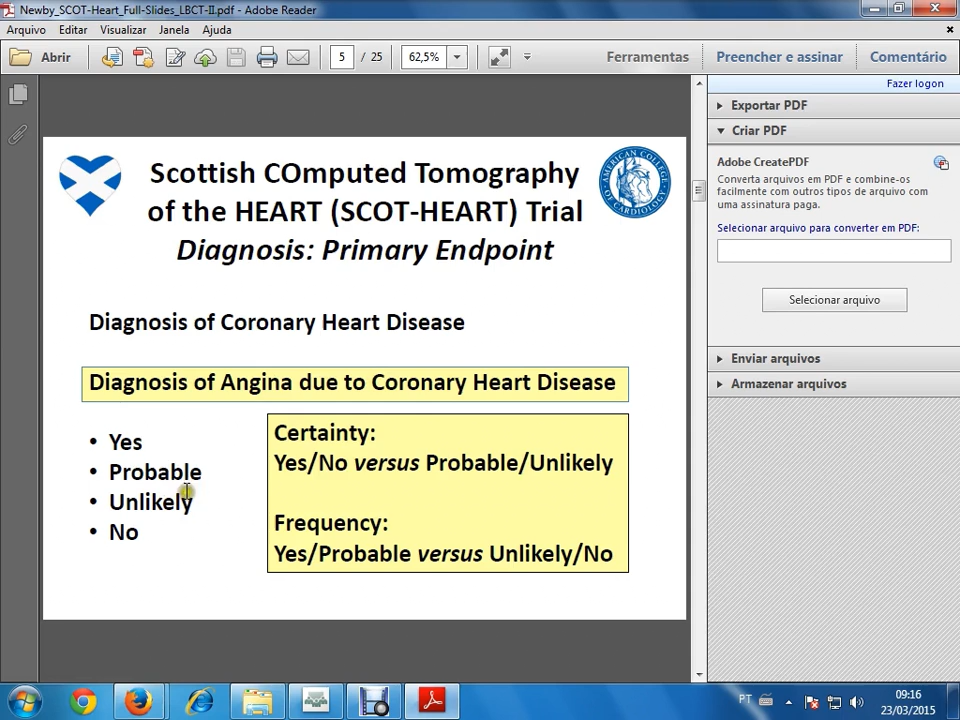 Newby_SCOT-Heart_Full-Slides_LBCT-II.pdf - Adobe Reader
Arquivo Editar Visualizar Janela Ajuda
Abrir
5 / 25
62,5%
Ferramentas
Preencher e assinar
Comentário
Fazer logon
Scottish COmputed Tomography
of the HEART (SCOT-HEART) Trial
Diagnosis: Primary Endpoint
AMERICAN COLLEGE OF CARDIOLOGY
Diagnosis of Coronary Heart Disease
Diagnosis of Angina due to Coronary Heart Disease
• Yes
• Probable
• Unlikely
• No
Certainty:
Yes/No versus Probable/Unlikely
Frequency:
Yes/Probable versus Unlikely/No
Exportar PDF
Criar PDF
Adobe CreatePDF
Converta arquivos em PDF e combine-os
facilmente com outros tipos de arquivo com
uma assinatura paga.
Selecionar arquivo para converter em PDF:
Selecionar arquivo
Enviar arquivos
Armazenar arquivos
PT
09:16
23/03/2015